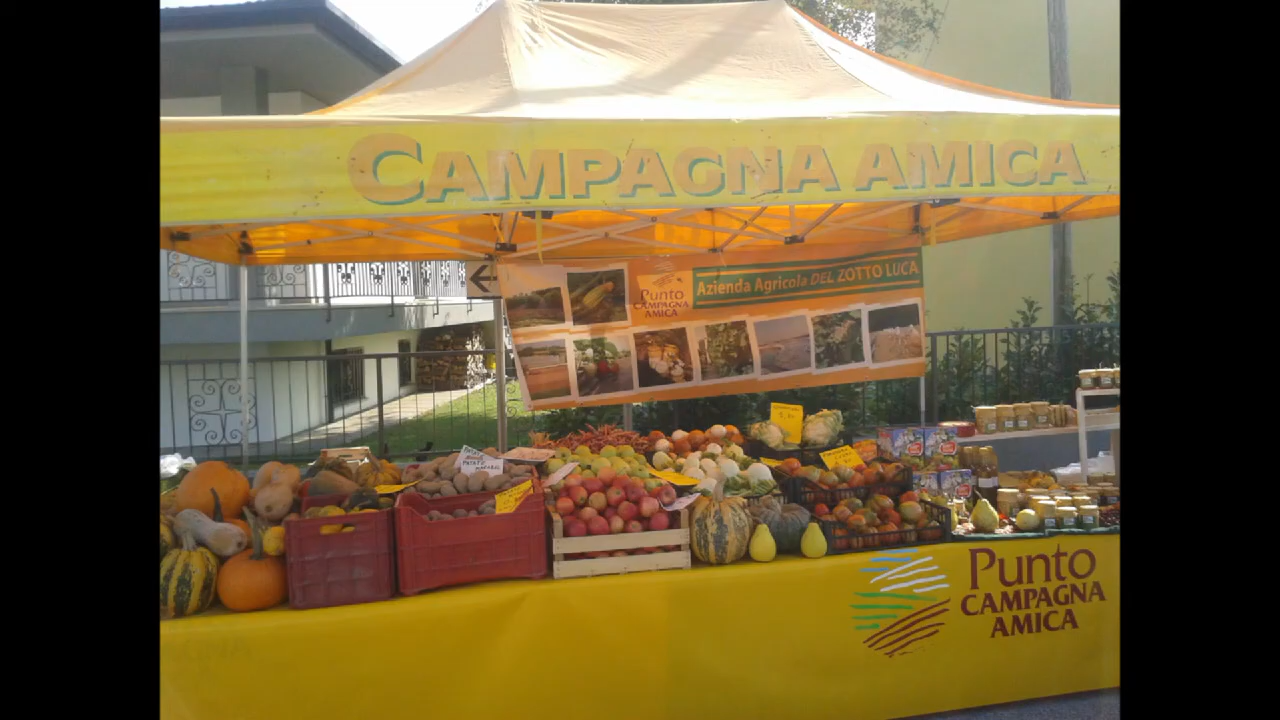 CAMPAGNA AMICA
Punto
CAMPAGNA
AMICA
Azienda Agricola DEL ZOTTO LUCA
Punto
CAMPAGNA
AMICA